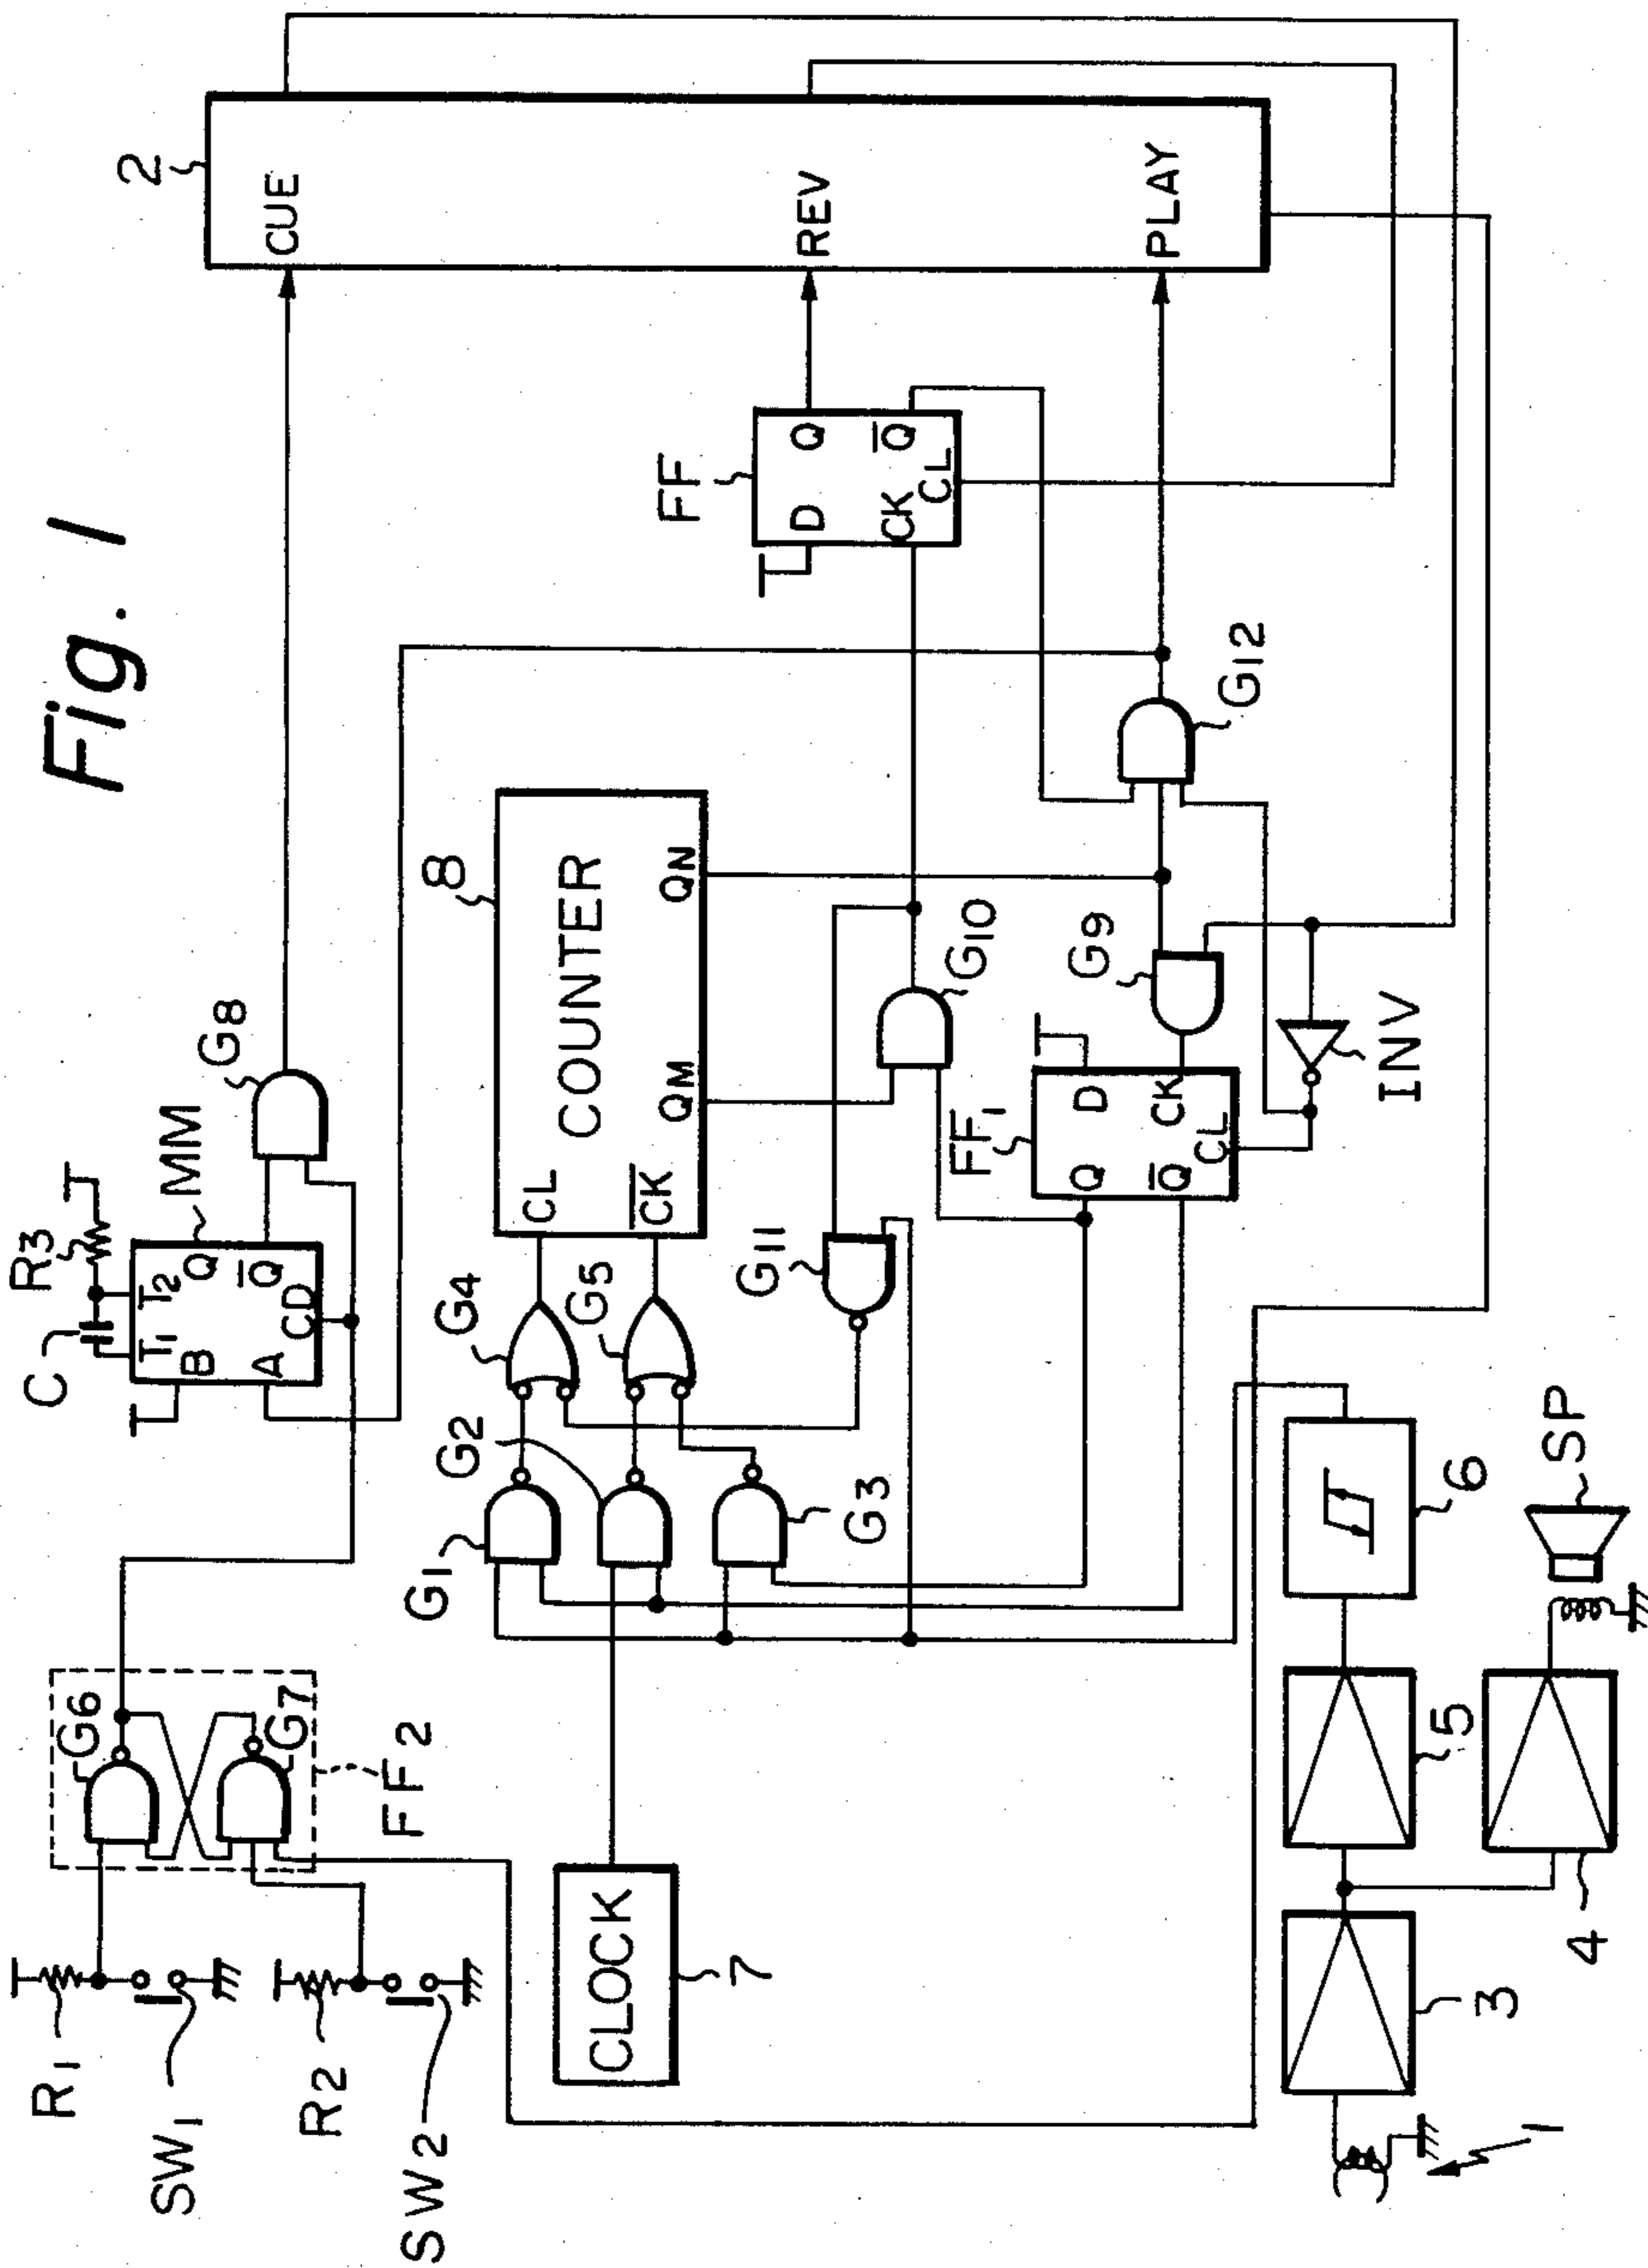 Fig. 1
2
CUE
REV
PLAY
FF
D
Q
CK
Q̅
CL
G12
8
COUNTER
CL
C̅K̅
QM
QN
G8
MM
R3
C
T1
T2
B
Q
A
Q̅
CD
G4
G5
G11
G10
G9
FF1
Q
D
Q̅
CK
CL
INV
G1
G2
G3
G6
G7
FF2
R1
SW1
R2
SW2
CLOCK
7
6
SP
5
4
3
1